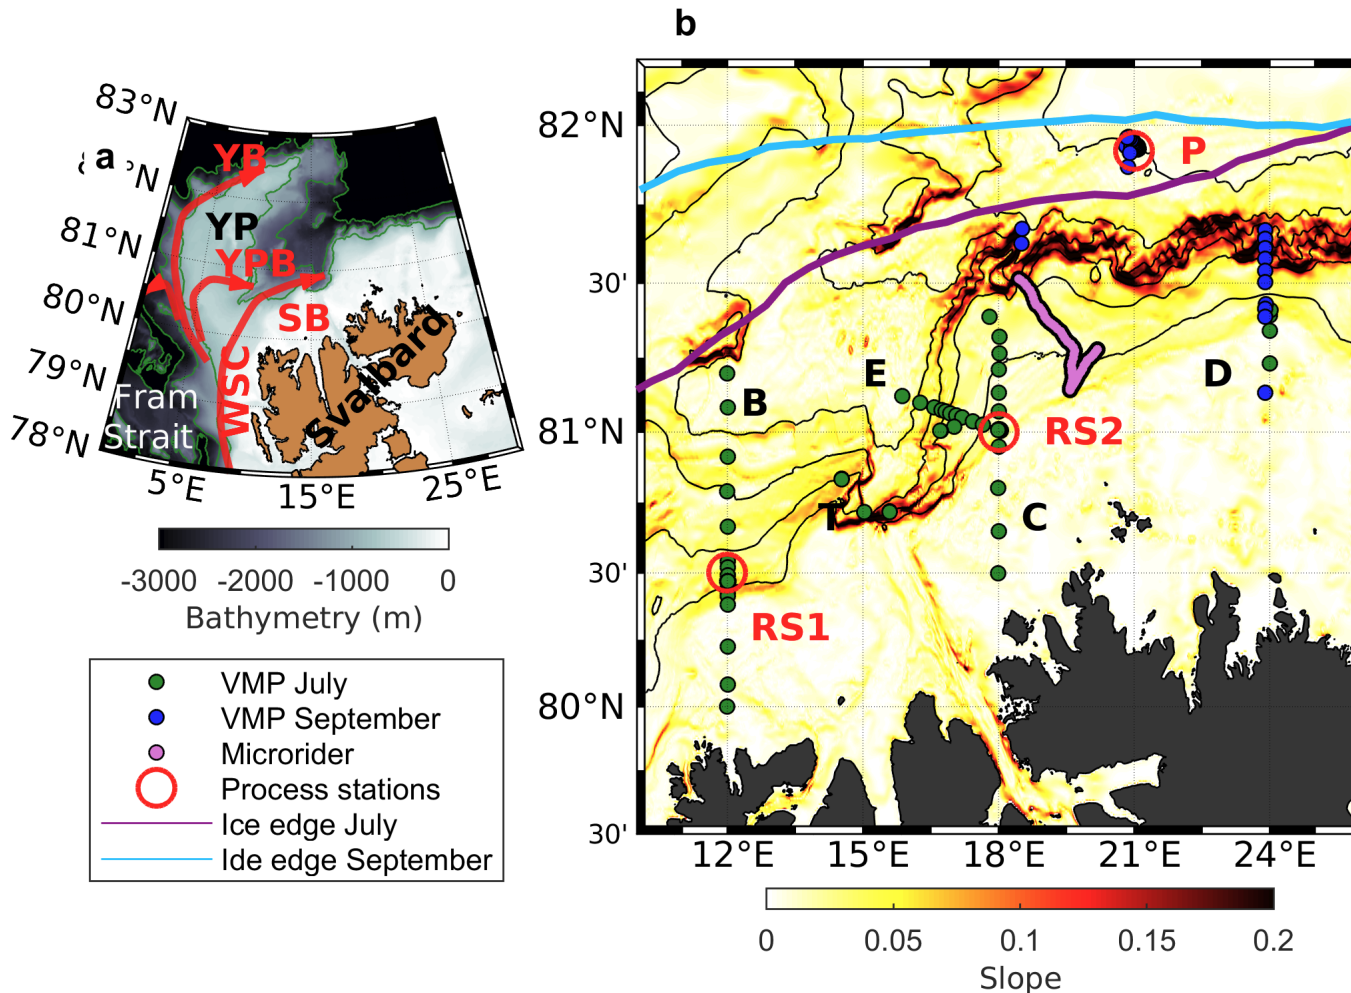 b
a
83°N
°N
81°N
80°N
79°N
78°N
YB
YP
YPB
SB
WSC
Svalbard
Fram
Strait
5°E
15°E
25°E
-3000
-2000
-1000
0
Bathymetry (m)
VMP July
VMP September
Microrider
Process stations
Ice edge July
Ide edge September
82°N
30'
81°N
30'
80°N
30'
P
E
B
D
RS2
T
C
RS1
12°E
15°E
18°E
21°E
24°E
0
0.05
0.1
0.15
0.2
Slope